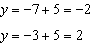 y = −7 + 5 = −2
y = −3 + 5 = 2